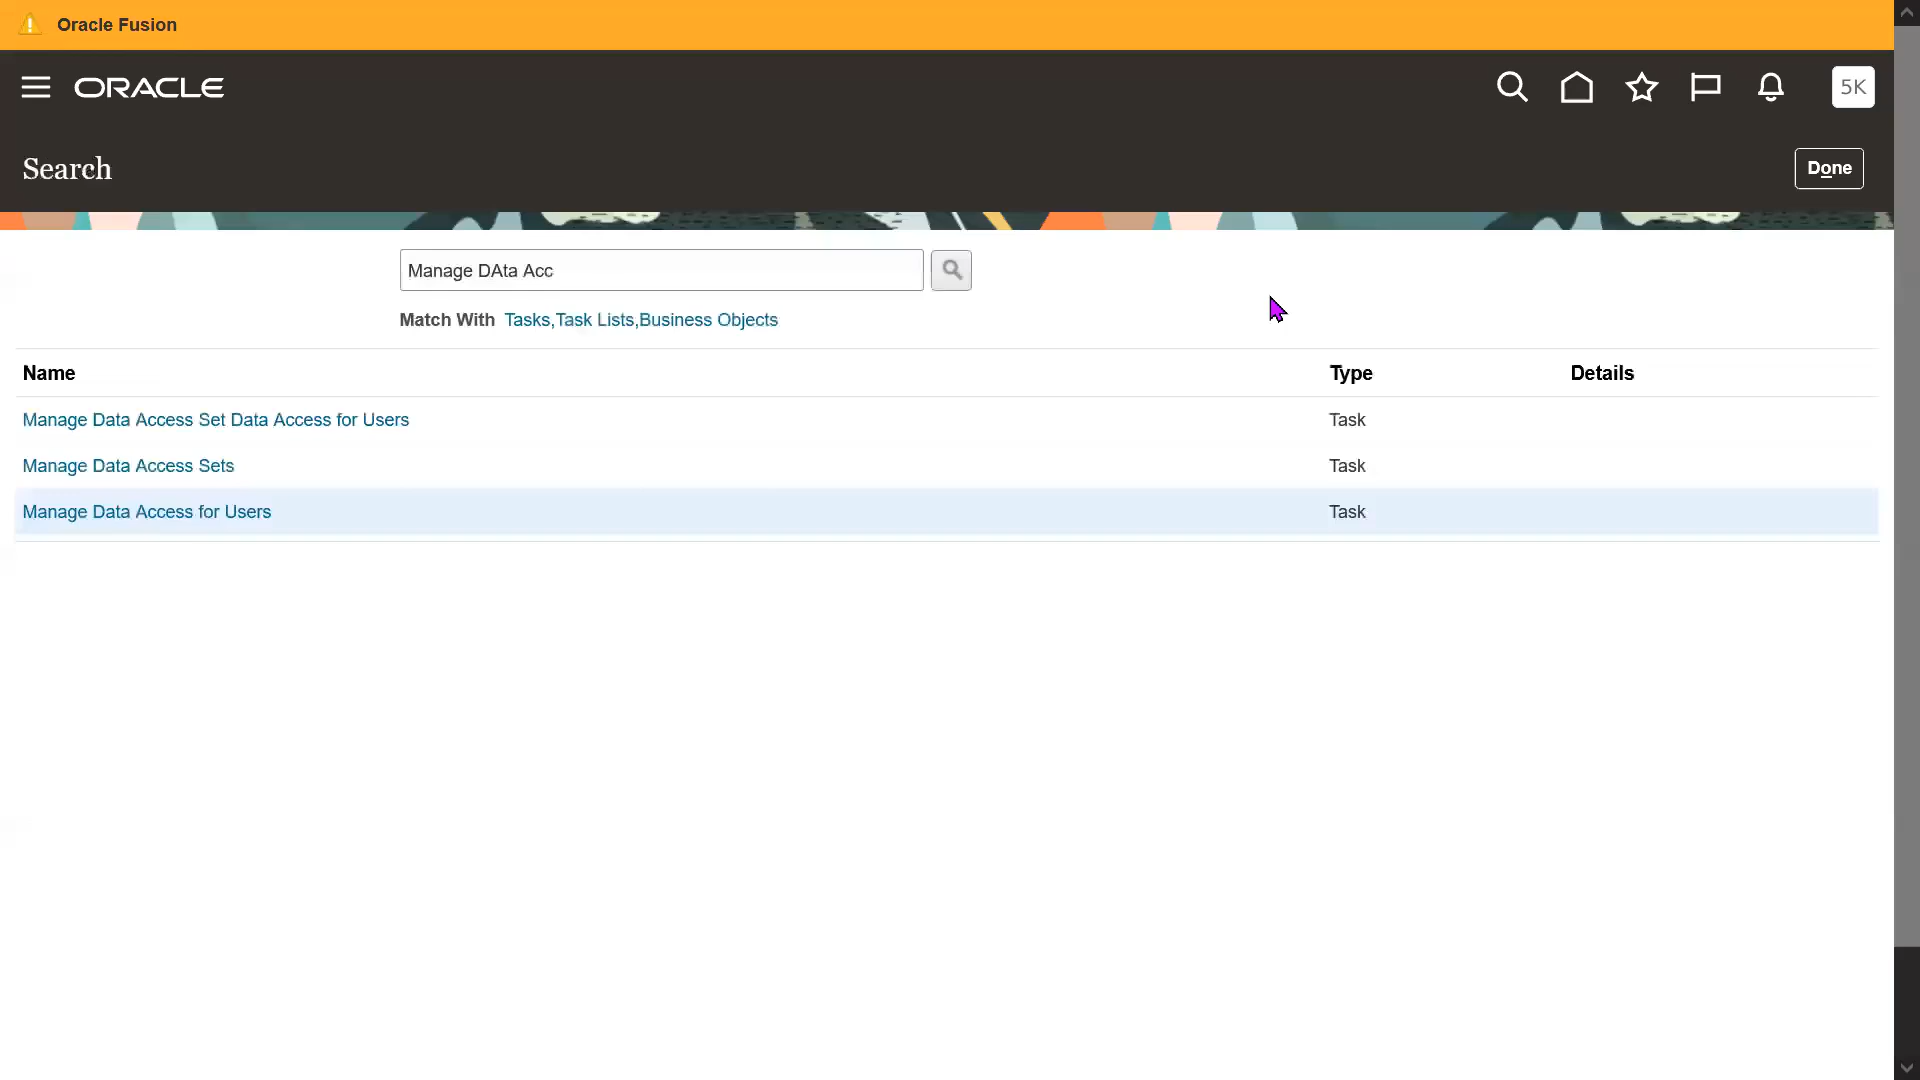 Oracle Fusion
ORACLE
5K
Search
Done
Manage DAta Acc
Match With Tasks,Task Lists,Business Objects
Name Type Details
Manage Data Access Set Data Access for Users Task
Manage Data Access Sets Task
Manage Data Access for Users Task